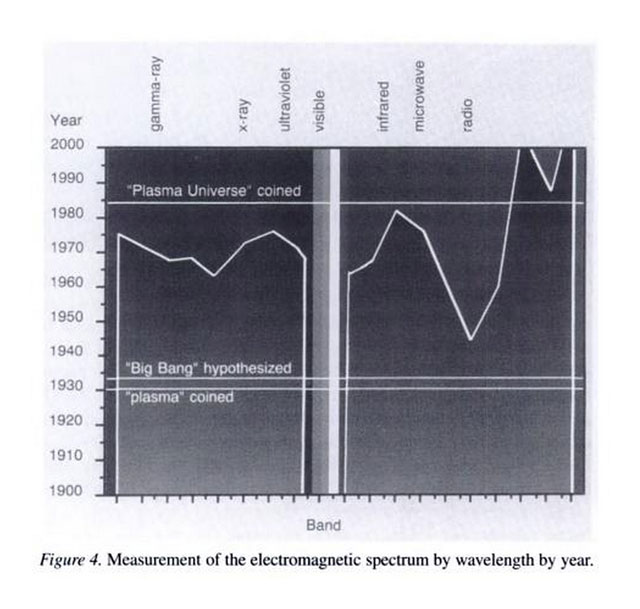 gamma-ray
x-ray
ultraviolet
visible
infrared
microwave
radio
Year
2000
1990
"Plasma Universe" coined
1980
1970
1960
1950
1940
"Big Bang" hypothesized
1930
"plasma" coined
1920
1910
1900
Band
Figure 4. Measurement of the electromagnetic spectrum by wavelength by year.